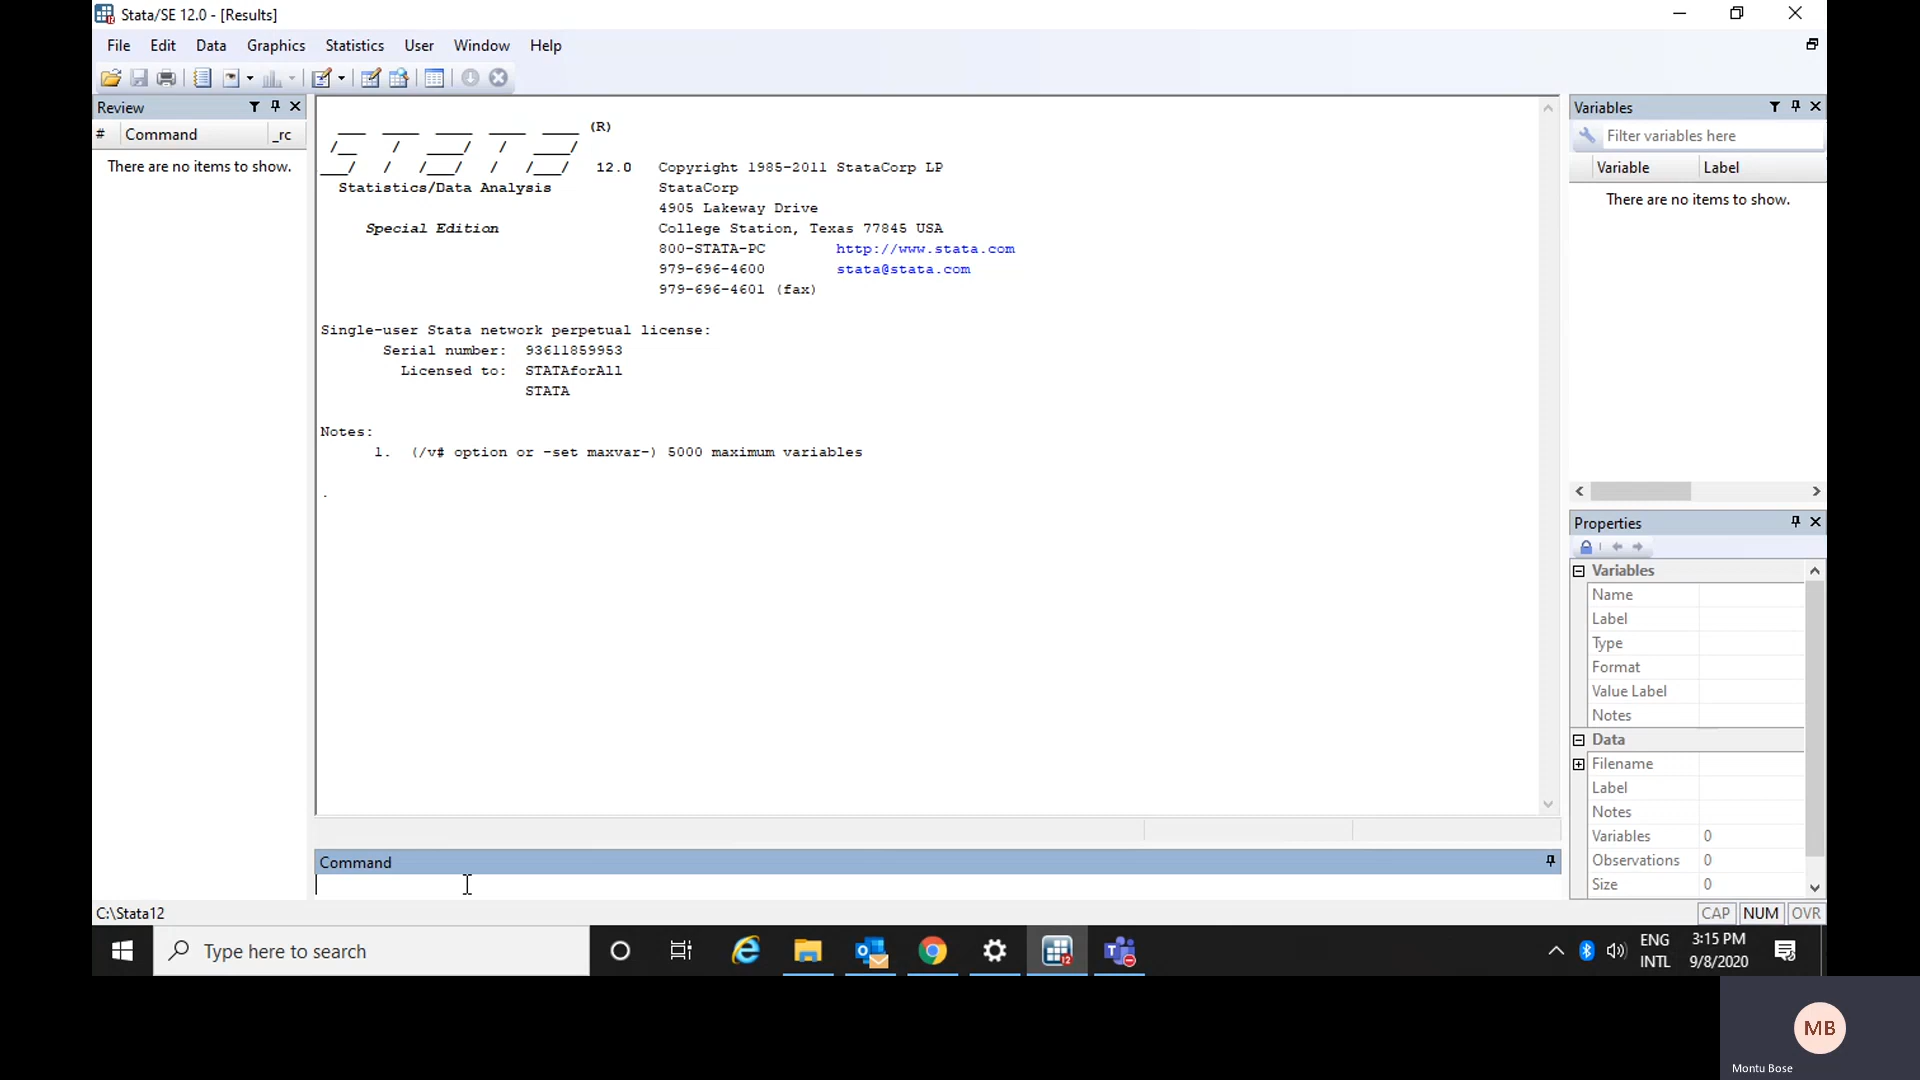 Stata/SE 12.0 - [Results]
File Edit Data Graphics Statistics User Window Help
Review
# Command _rc
There are no items to show.
(R)
12.0 Copyright 1985-2011 StataCorp LP
Statistics/Data Analysis StataCorp
4905 Lakeway Drive
Special Edition College Station, Texas 77845 USA
800-STATA-PC http://www.stata.com
979-696-4600 stata@stata.com
979-696-4601 (fax)
Single-user Stata network perpetual license:
Serial number: 93611859953
Licensed to: STATAforAll
STATA
Notes:
1. (/v# option or -set maxvar-) 5000 maximum variables
.
Command
Variables
Filter variables here
Variable Label
There are no items to show.
Properties
Variables
Name
Label
Type
Format
Value Label
Notes
Data
Filename
Label
Notes
Variables 0
Observations 0
Size 0
C:\Stata12
CAP NUM OVR
Type here to search
ENG
INTL
3:15 PM
9/8/2020
MB
Montu Bose